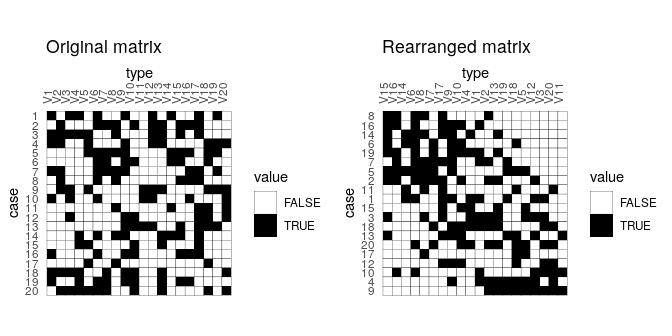 Original matrix
type
V1 V2 V3 V4 V5 V6 V7 V8 V9 V10 V11 V12 V13 V14 V15 V16 V17 V18 V19 V20
case
1
2
3
4
5
6
7
8
9
10
11
12
13
14
15
16
17
18
19
20
value
FALSE
TRUE
Rearranged matrix
type
V15 V16 V14 V6 V8 V7 V17 V9 V10 V4 V1 V2 V13 V19 V18 V5 V12 V3 V20 V11
case
8
16
14
6
19
7
5
2
11
1
15
3
18
13
20
17
12
10
4
9
value
FALSE
TRUE